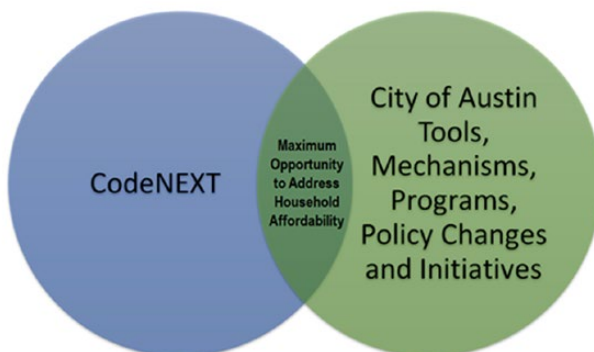 CodeNEXT
Maximum
Opportunity
to Address
Household
Affordability
City of Austin
Tools,
Mechanisms,
Programs,
Policy Changes
and Initiatives